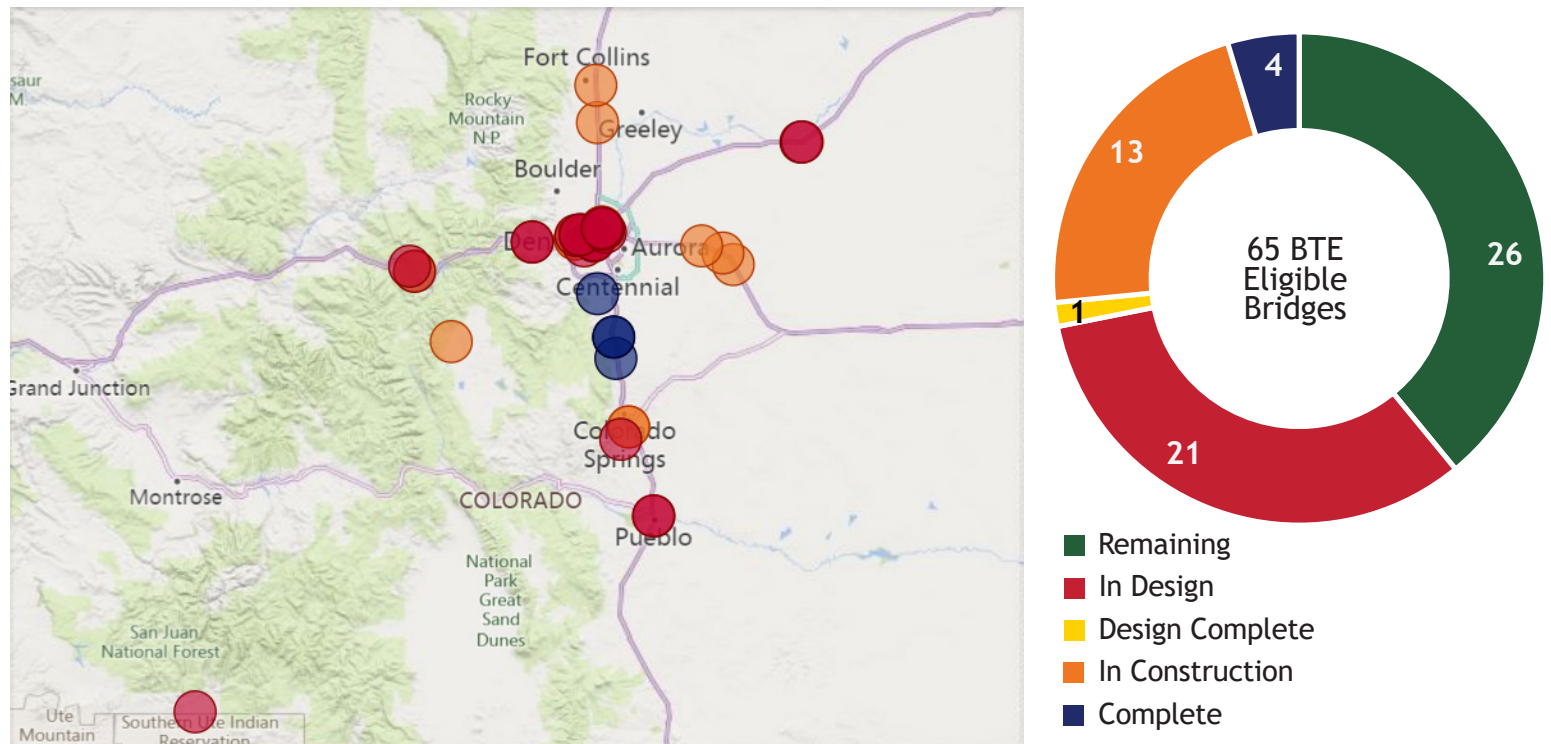 Fort Collins
saur
M.
Rocky
Mountain
N.P.
Greeley
Boulder
Aurora
Centennial
Grand Junction
Colorado
Springs
Montrose
COLORADO
Pueblo
National
Park
Great
Sand
Dunes
San Juan
National Forest
Ute
Mountain
Southern Ute Indian
Reservation
4
13
26
1
21
65 BTE
Eligible
Bridges
Remaining
In Design
Design Complete
In Construction
Complete